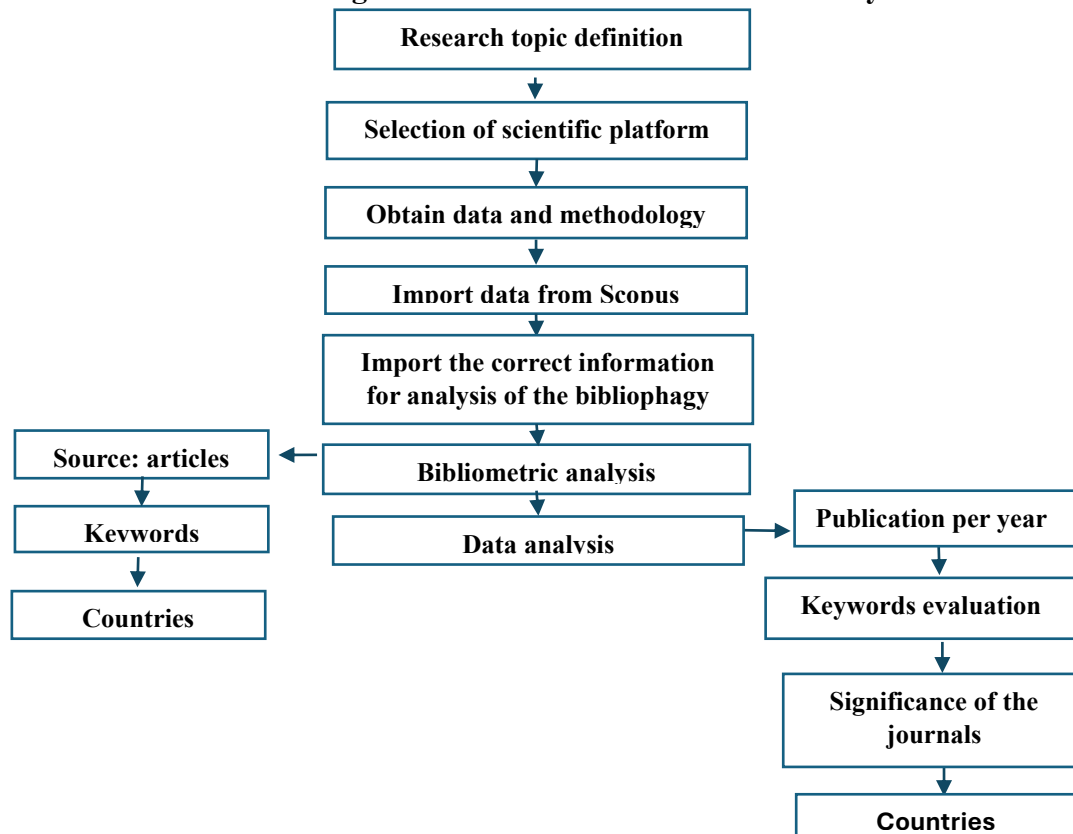 Research topic definition
Selection of scientific platform
Obtain data and methodology
Import data from Scopus
Import the correct information
for analysis of the bibliophagy
Source: articles
Bibliometric analysis
Keywords
Data analysis
Countries
Publication per year
Keywords evaluation
Significance of the
journals
Countries